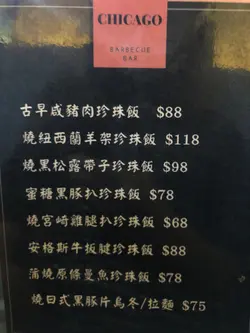 CHICAGO
BARBECUE
BAR
古早咸豬肉珍珠飯 $88
燒紐西蘭羊架珍珠飯 $118
燒黑松露帶子珍珠飯 $98
蜜糖黑豚扒珍珠飯 $78
燒宮崎雞腿扒珍珠飯 $68
安格斯牛扳腱珍珠飯 $88
蒲燒原條蔓魚珍珠飯 $78
燒日式黑豚片烏冬/拉麵 $75